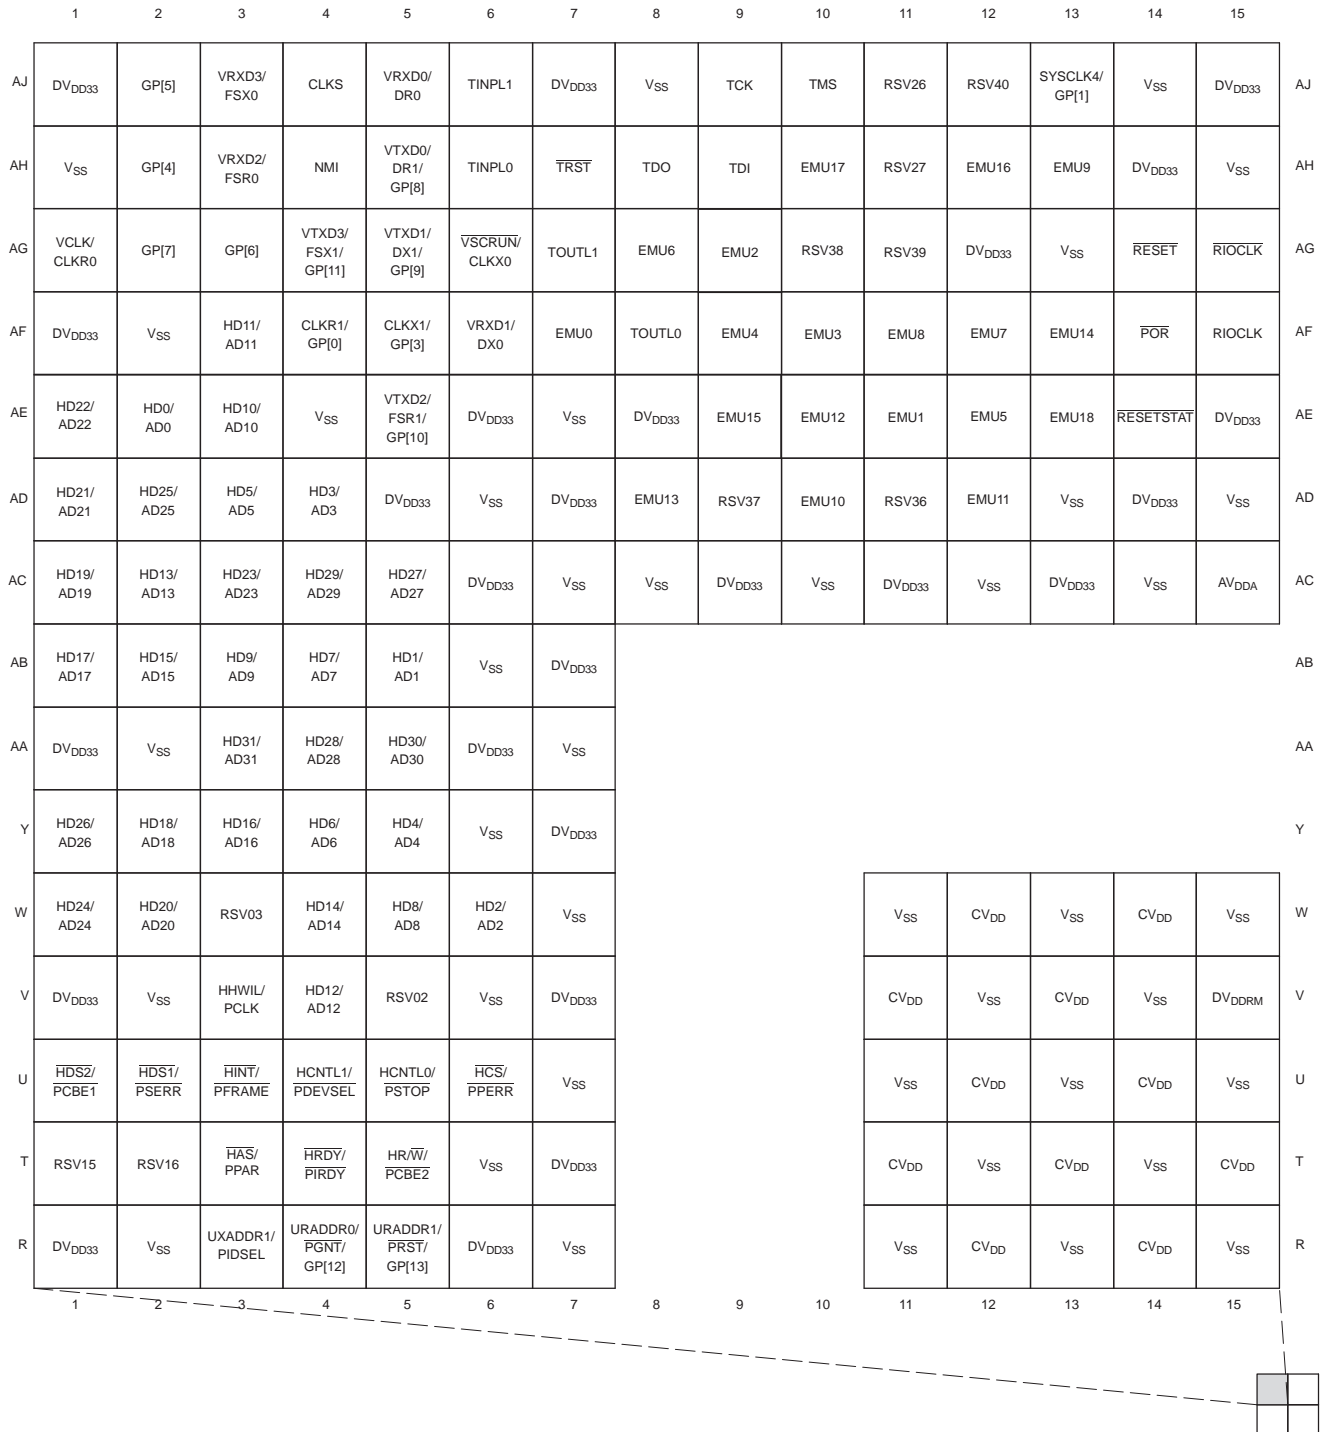 1 2 3 4 5 6 7 8 9 10 11 12 13 14 15
AJ DVDD33 GP[5] VRXD3/ FSX0 CLKS VRXD0/ DR0 TINPL1 DVDD33 VSS TCK TMS RSV26 RSV40 SYSCLK4/ GP[1] VSS DVDD33 AJ
AH VSS GP[4] VRXD2/ FSR0 NMI VTXD0/ DR1/ GP[8] TINPL0 TRST TDO TDI EMU17 RSV27 EMU16 EMU9 DVDD33 VSS AH
AG VCLK/ CLKR0 GP[7] GP[6] VTXD3/ FSX1/ GP[11] VTXD1/ DX1/ GP[9] VSCRUN/ CLKX0 TOUTL1 EMU6 EMU2 RSV38 RSV39 DVDD33 VSS RESET RIOCLK AG
AF DVDD33 VSS HD11/ AD11 CLKR1/ GP[0] CLKX1/ GP[3] VRXD1/ DX0 EMU0 TOUTL0 EMU4 EMU3 EMU8 EMU7 EMU14 POR RIOCLK AF
AE HD22/ AD22 HD0/ AD0 HD10/ AD10 VSS VTXD2/ FSR1/ GP[10] DVDD33 VSS DVDD33 EMU15 EMU12 EMU1 EMU5 EMU18 RESETSTAT DVDD33 AE
AD HD21/ AD21 HD25/ AD25 HD5/ AD5 HD3/ AD3 DVDD33 VSS DVDD33 EMU13 RSV37 EMU10 RSV36 EMU11 VSS DVDD33 VSS AD
AC HD19/ AD19 HD13/ AD13 HD23/ AD23 HD29/ AD29 HD27/ AD27 DVDD33 VSS VSS DVDD33 VSS DVDD33 VSS DVDD33 VSS AVDDA AC
AB HD17/ AD17 HD15/ AD15 HD9/ AD9 HD7/ AD7 HD1/ AD1 VSS DVDD33 AB
AA DVDD33 VSS HD31/ AD31 HD28/ AD28 HD30/ AD30 DVDD33 VSS AA
Y HD26/ AD26 HD18/ AD18 HD16/ AD16 HD6/ AD6 HD4/ AD4 VSS DVDD33 Y
W HD24/ AD24 HD20/ AD20 RSV03 HD14/ AD14 HD8/ AD8 HD2/ AD2 VSS VSS CVDD VSS CVDD VSS W
V DVDD33 VSS HHWIL/ PCLK HD12/ AD12 RSV02 VSS DVDD33 CVDD VSS CVDD VSS DVDDRM V
U HDS2/ PCBE1 HDS1/ PSERR HINT/ PFRAME HCNTL1/ PDEVSEL HCNTL0/ PSTOP HCS/ PPERR VSS VSS CVDD VSS CVDD VSS U
T RSV15 RSV16 HAS/ PPAR HRDY/ PIRDY HR/W/ PCBE2 VSS DVDD33 CVDD VSS CVDD VSS CVDD T
R DVDD33 VSS UXADDR1/ PIDSEL URADDR0/ PGNT/ GP[12] URADDR1/ PRST/ GP[13] DVDD33 VSS VSS CVDD VSS CVDD VSS R
1 2 3 4 5 6 7 8 9 10 11 12 13 14 15